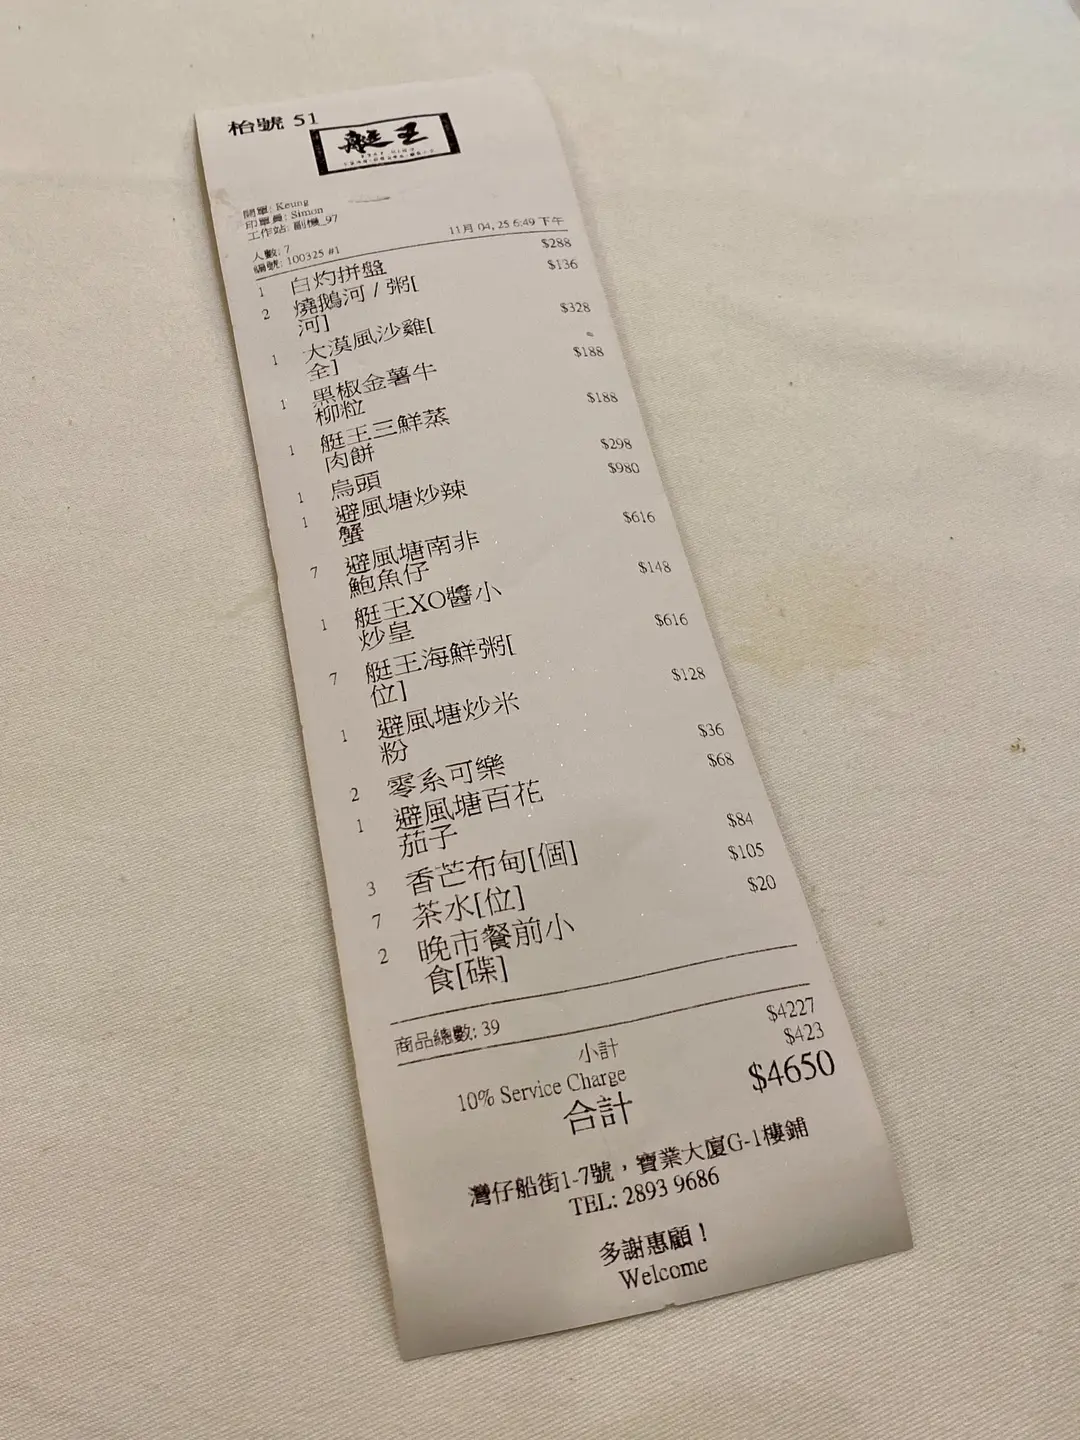 枱號 51
艇王
開單: Keung
印單員: Simon
工作站: 副機_97
人數: 7
編號: 100325 #1 11月 04, 25 6:49 下午
1 白灼拼盤 $288
2 燒鵝河 / 粥[ $136
河]
1 大漠風沙雞[ $328
全]
1 黑椒金薯牛 $188
柳粒
1 艇王三鮮蒸 $188
肉餅
1 烏頭 $298
1 避風塘炒辣 $980
蟹
7 避風塘南非 $616
鮑魚仔
1 艇王XO醬小 $148
炒皇
7 艇王海鮮粥[ $616
位]
1 避風塘炒米 $128
粉
2 零系可樂 $36
1 避風塘百花 $68
茄子
3 香芒布甸[個] $84
7 茶水[位] $105
2 晚市餐前小 $20
食[碟]
商品總數: 39
小計 $4227
10% Service Charge $423
合計 $4650
灣仔船街1-7號，寶業大廈G-1樓鋪
TEL: 2893 9686
多謝惠顧！
Welcome